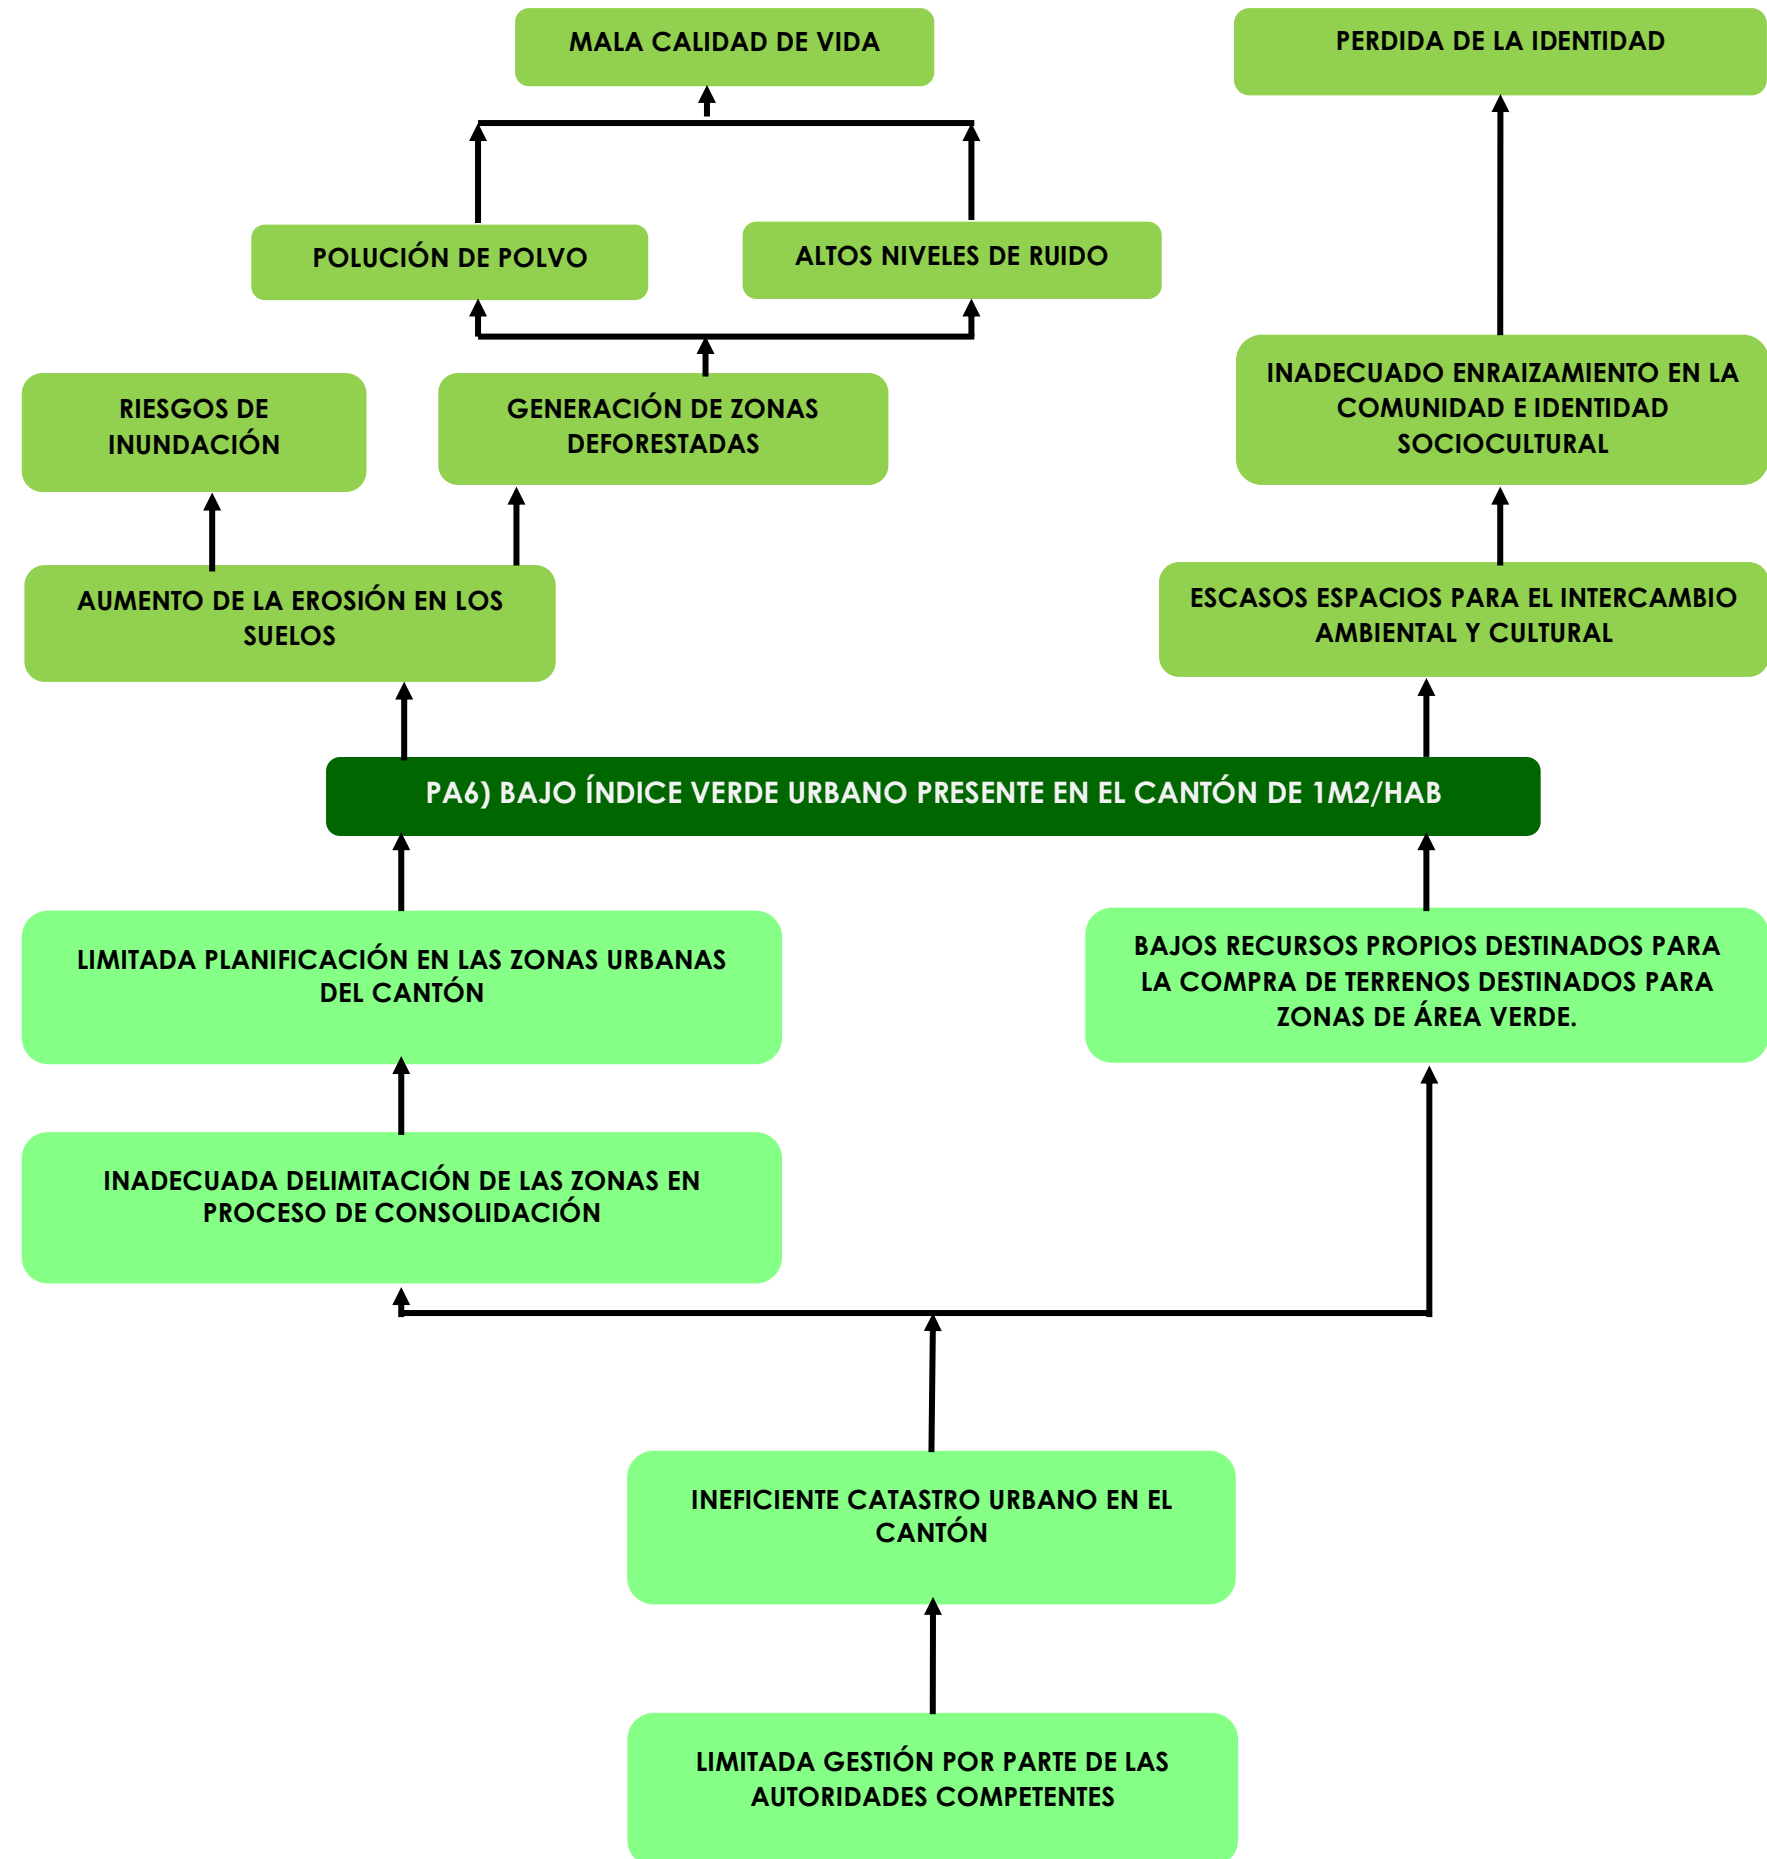 MALA CALIDAD DE VIDA
PERDIDA DE LA IDENTIDAD
POLUCIÓN DE POLVO
ALTOS NIVELES DE RUIDO
RIESGOS DE
INUNDACIÓN
GENERACIÓN DE ZONAS
DEFORESTADAS
INADECUADO ENRAIZAMIENTO EN LA
COMUNIDAD E IDENTIDAD
SOCIOCULTURAL
AUMENTO DE LA EROSIÓN EN LOS
SUELOS
ESCASOS ESPACIOS PARA EL INTERCAMBIO
AMBIENTAL Y CULTURAL
PA6) BAJO ÍNDICE VERDE URBANO PRESENTE EN EL CANTÓN DE 1M2/HAB
LIMITADA PLANIFICACIÓN EN LAS ZONAS URBANAS
DEL CANTÓN
BAJOS RECURSOS PROPIOS DESTINADOS PARA
LA COMPRA DE TERRENOS DESTINADOS PARA
ZONAS DE ÁREA VERDE.
INADECUADA DELIMITACIÓN DE LAS ZONAS EN
PROCESO DE CONSOLIDACIÓN
INEFICIENTE CATASTRO URBANO EN EL
CANTÓN
LIMITADA GESTIÓN POR PARTE DE LAS
AUTORIDADES COMPETENTES